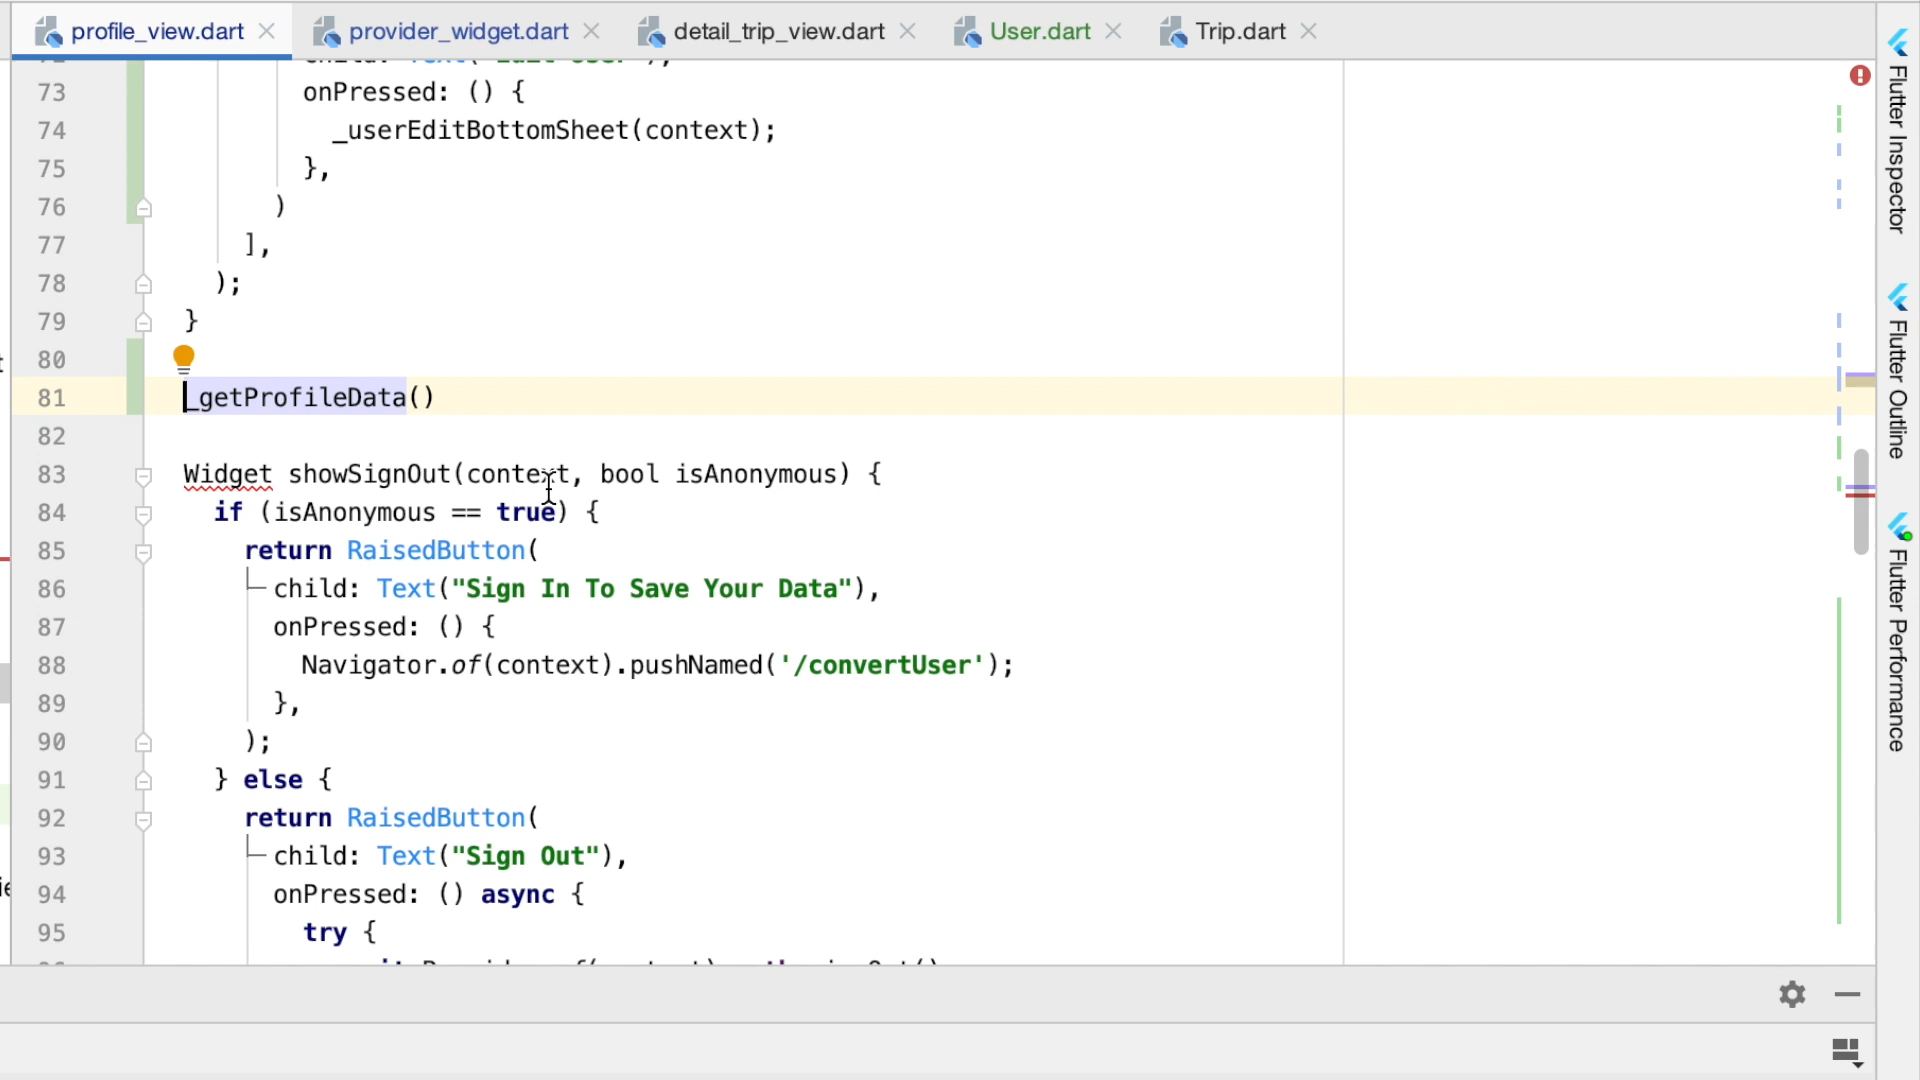 profile_view.dart
provider_widget.dart
detail_trip_view.dart
User.dart
Trip.dart
73 onPressed: () {
74 _userEditBottomSheet(context);
75 },
76 )
77 ],
78 );
79 }
80
81 _getProfileData()
82
83 Widget showSignOut(context, bool isAnonymous) {
84 if (isAnonymous == true) {
85 return RaisedButton(
86 child: Text("Sign In To Save Your Data"),
87 onPressed: () {
88 Navigator.of(context).pushNamed('/convertUser');
89 },
90 );
91 } else {
92 return RaisedButton(
93 child: Text("Sign Out"),
94 onPressed: () async {
95 try {
Flutter Inspector
Flutter Outline
Flutter Performance